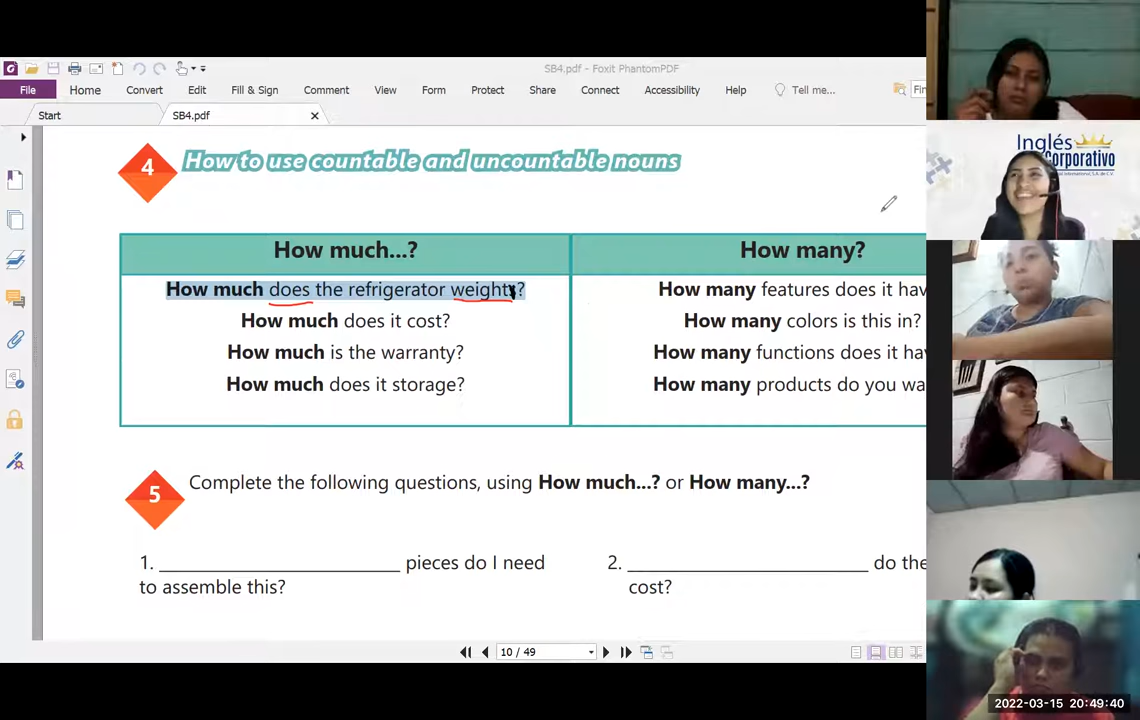 SB4.pdf - Foxit PhantomPDF
File Home Convert Edit Fill & Sign Comment View Form Protect Share Connect Accessibility Help Tell me... Fin
Start SB4.pdf
4 How to use countable and uncountable nouns
How much...? How many?
How much does the refrigerator weight? How many features does it hav
How much does it cost? How many colors is this in?
How much is the warranty? How many functions does it hav
How much does it storage? How many products do you wa
5 Complete the following questions, using How much...? or How many...?
1. ____________________ pieces do I need
to assemble this?
2. ____________________ do the
cost?
10 / 49
Inglés
Corporativo
2022-03-15 20:49:40